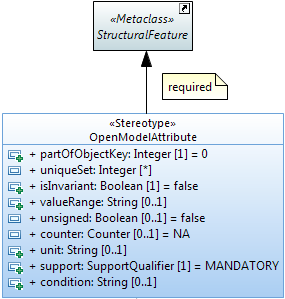 «Metaclass»
StructuralFeature
required
«Stereotype»
OpenModelAttribute
+ partOfObjectKey: Integer [1] = 0
+ uniqueSet: Integer [*]
+ isInvariant: Boolean [1] = false
+ valueRange: String [0..1]
+ unsigned: Boolean [0..1] = false
+ counter: Counter [0..1] = NA
+ unit: String [0..1]
+ support: SupportQualifier [1] = MANDATORY
+ condition: String [0..1]